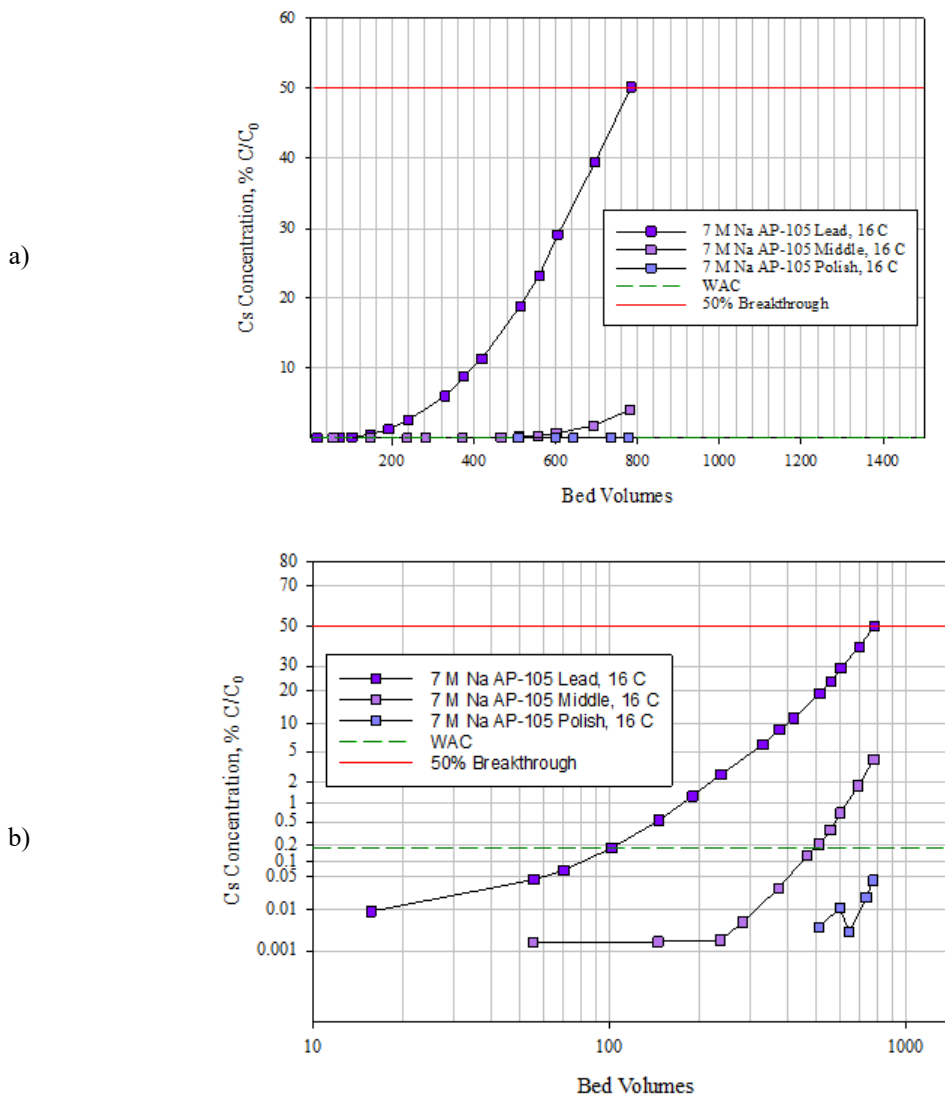 a)
Cs Concentration, % C/C0
60
50
40
30
20
10
7 M Na AP-105 Lead, 16 C
7 M Na AP-105 Middle, 16 C
7 M Na AP-105 Polish, 16 C
WAC
50% Breakthrough
200 400 600 800 1000 1200 1400
Bed Volumes
b)
Cs Concentration, % C/C0
80
70
50
30
20
10
5
2
1
0.5
0.2
0.1
0.05
0.01
0.001
7 M Na AP-105 Lead, 16 C
7 M Na AP-105 Middle, 16 C
7 M Na AP-105 Polish, 16 C
WAC
50% Breakthrough
10 100 1000
Bed Volumes